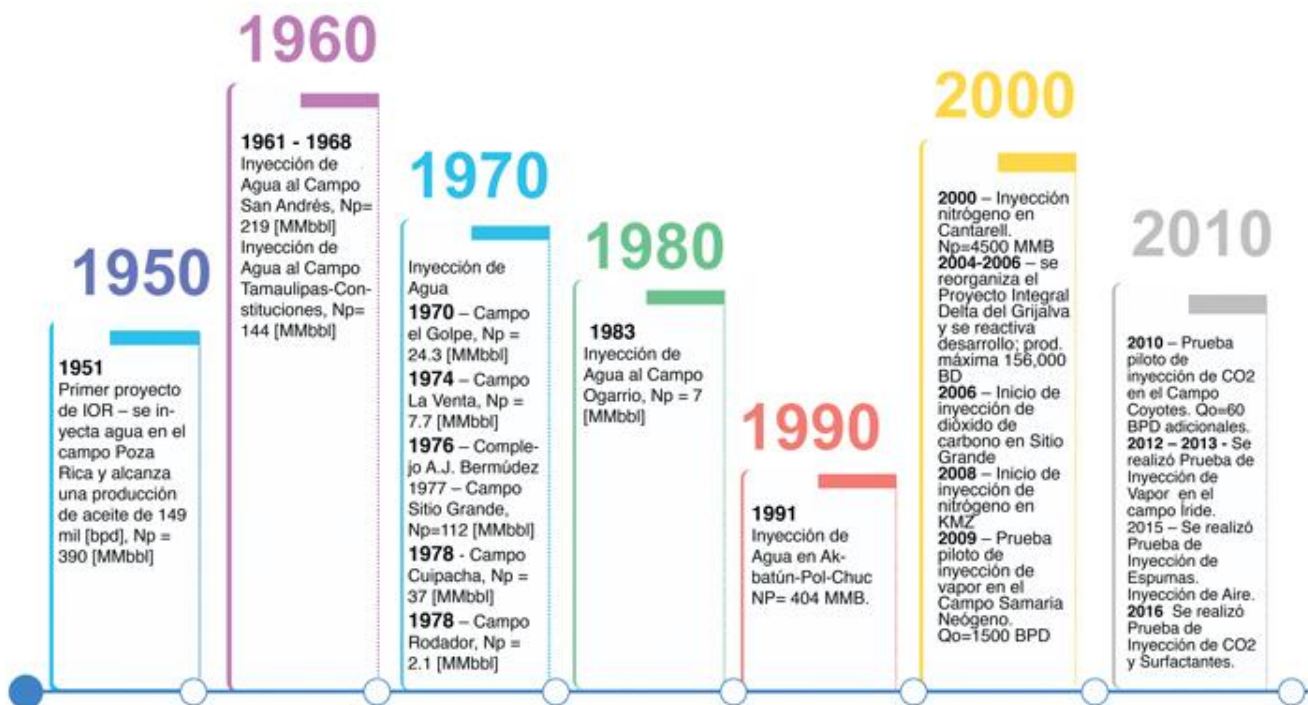 1950
1951
Primer proyecto
de IOR – se in-
yecta agua en el
campo Poza
Rica y alcanza
una producción
de aceite de 149
mil [bpd], Np =
390 [MMbbl]
1960
1961 - 1968
Inyección de
Agua al Campo
San Andrés, Np=
219 [MMbbl]
Inyección de
Agua al Campo
Tamaulipas-Con-
stituciones, Np=
144 [MMbbl]
1970
Inyección de
Agua
1970 – Campo
el Golpe, Np =
24.3 [MMbbl]
1974 – Campo
La Venta, Np =
7.7 [MMbbl]
1976 – Comple-
jo A.J. Bermúdez
1977 – Campo
Sitio Grande,
Np=112 [MMbbl]
1978 - Campo
Cuipacha, Np =
37 [MMbbl]
1978 – Campo
Rodador, Np =
2.1 [MMbbl]
1980
1983
Inyección de
Agua al Campo
Ogarrio, Np = 7
[MMbbl]
1990
1991
Inyección de
Agua en Ak-
batún-Pol-Chuc
NP= 404 MMB.
2000
2000 – Inyección
nitrógeno en
Cantarell.
Np=4500 MMB
2004-2006 – se
reorganiza el
Proyecto Integral
Delta del Grijalva
y se reactiva
desarrollo; prod.
máxima 156,000
BD
2006 – Inicio de
inyección de
dióxido de
carbono en Sitio
Grande
2008 – Inicio de
inyección de
nitrógeno en
KMZ
2009 – Prueba
piloto de
inyección de
vapor en el
Campo Samaria
Neógeno.
Qo=1500 BPD
2010
2010 – Prueba
piloto de
inyección de CO2
en el Campo
Coyotes. Qo=60
BPD adicionales.
2012 – 2013 - Se
realizó Prueba de
Inyección de
Vapor en el
campo Íride.
2015 – Se realizó
Prueba de
Inyección de
Espumas.
Inyección de Aire.
2016 Se realizó
Prueba de
Inyección de CO2
y Surfactantes.